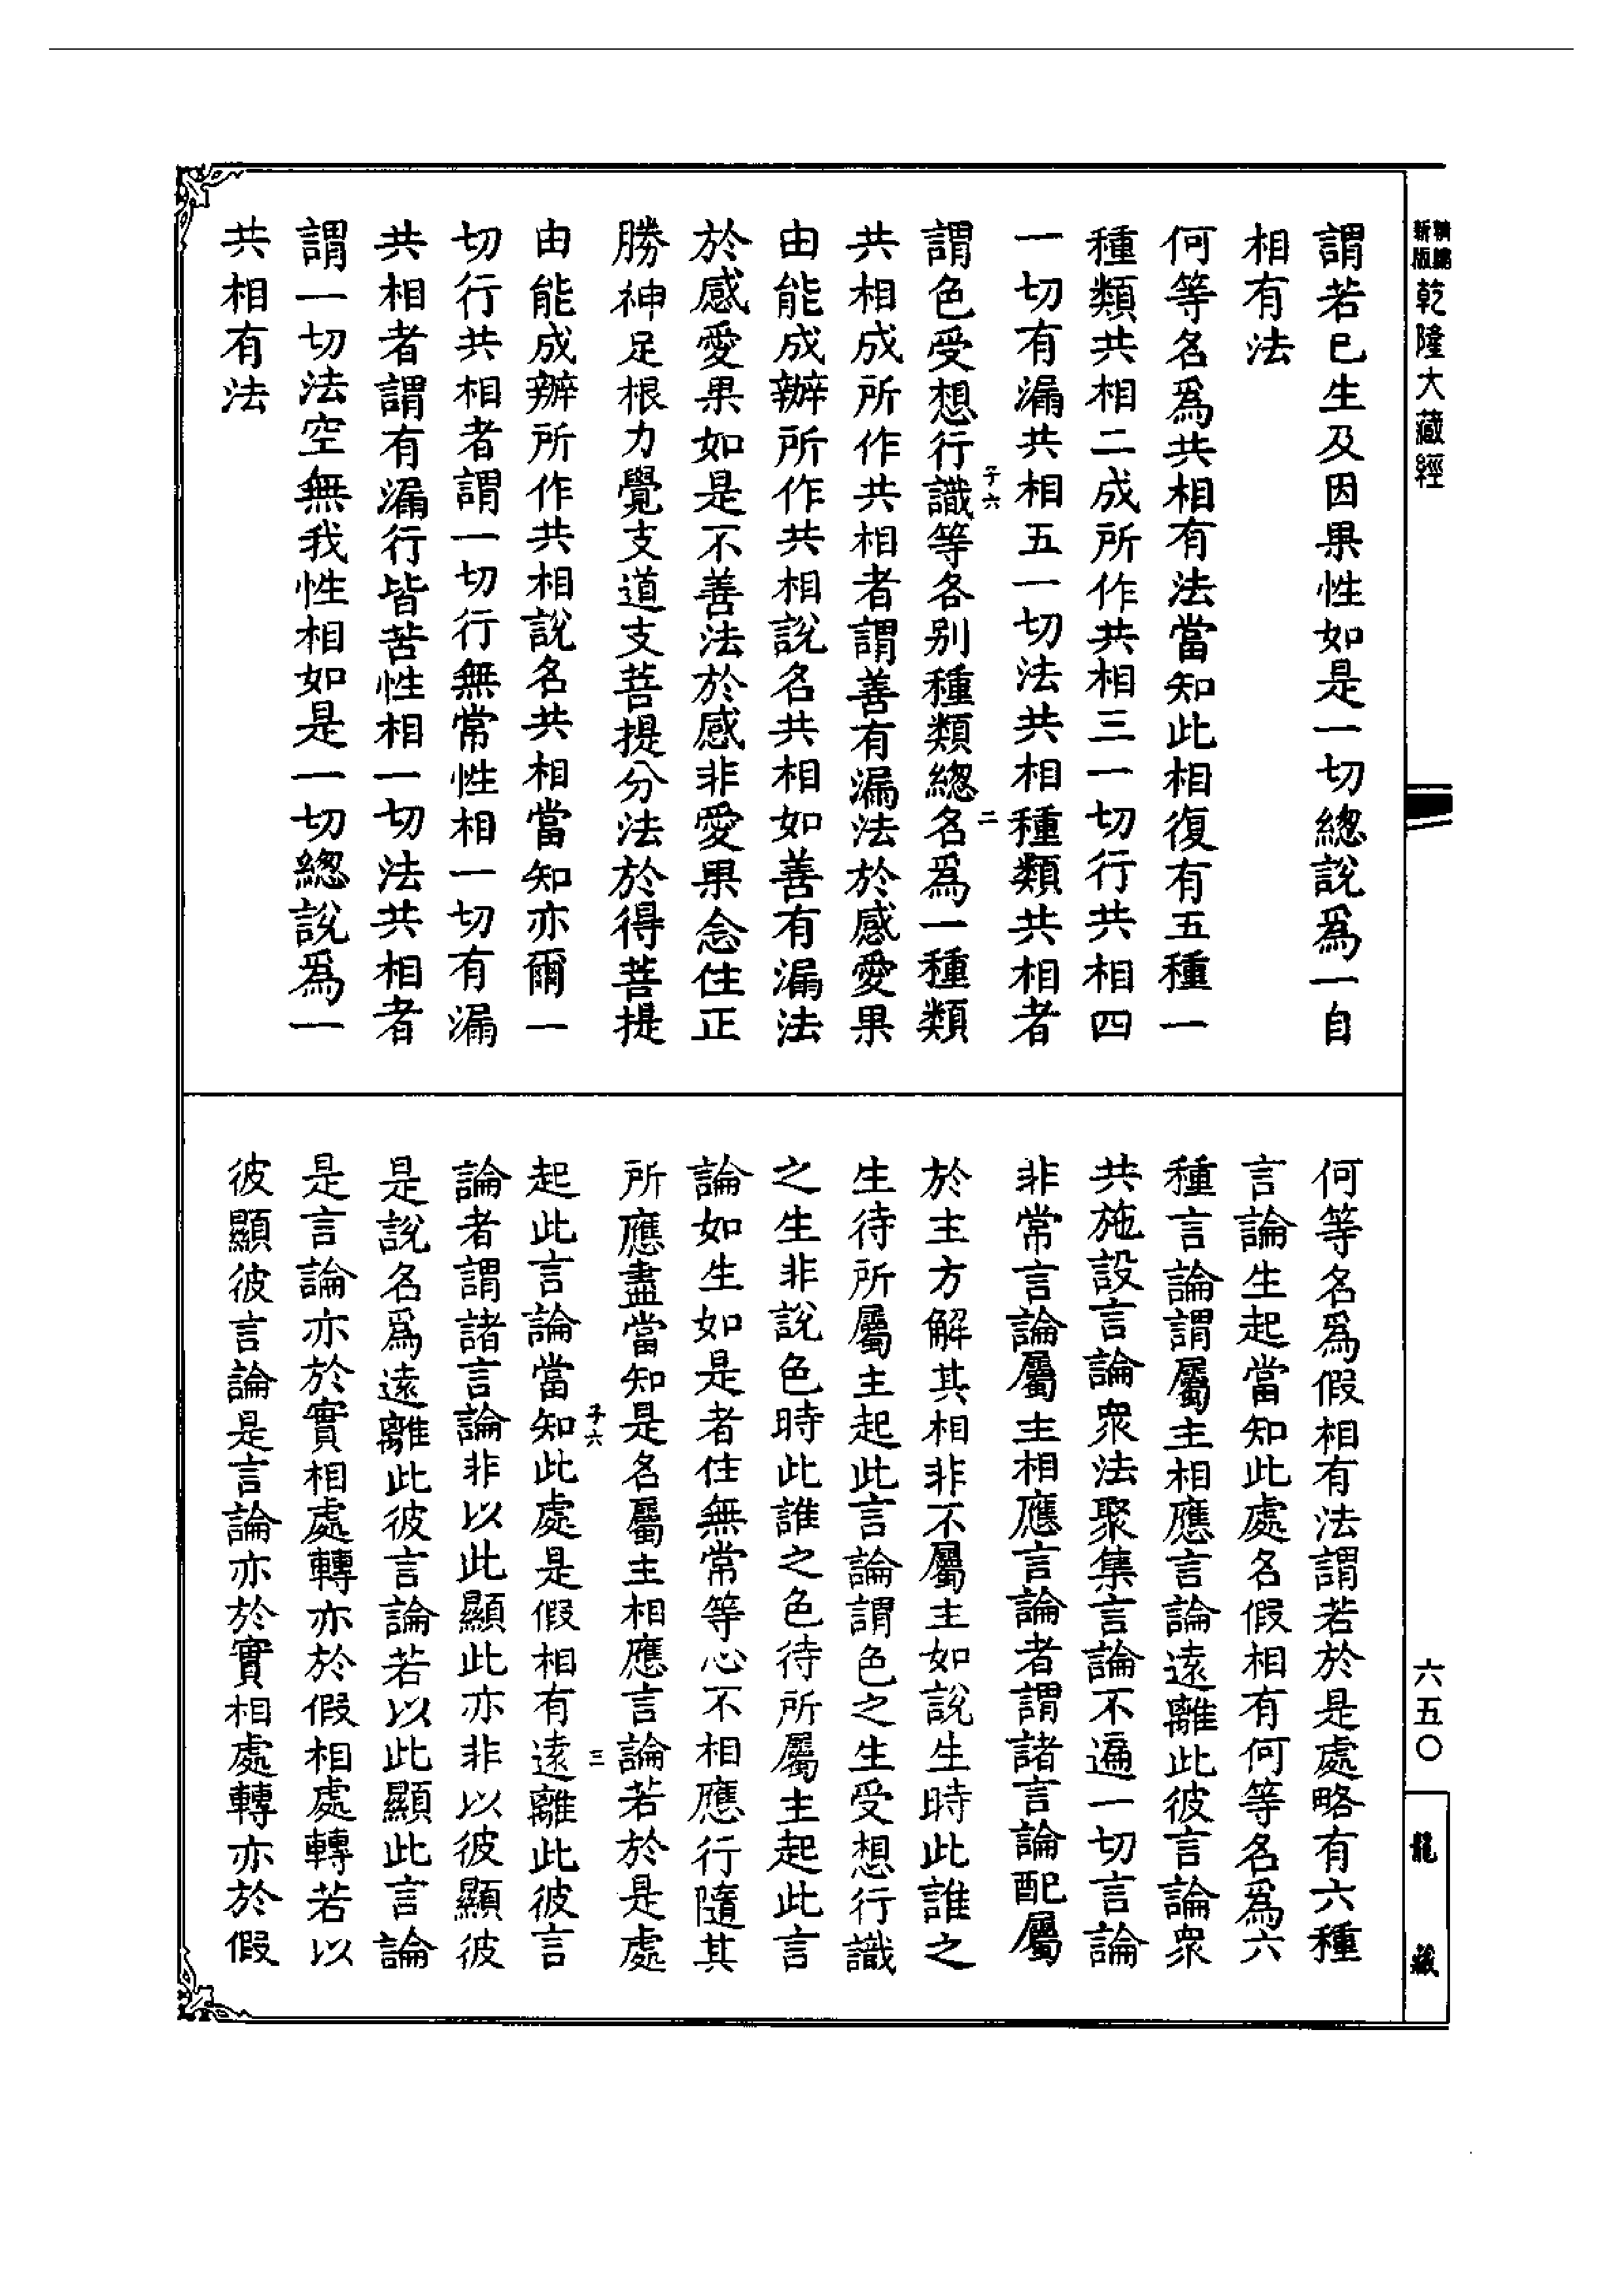 精編
新版
乾隆大藏經
六五〇
龍藏
謂若已生及因果性如是一切總說爲一自
相有法
何等名爲共相有法當知此相復有五種一
種類共相二成所作共相三一切行共相四
一切有漏共相五一切法共相種類共相者
子六
二
謂色受想行識等各別種類總名爲一種類
共相成所作共相者謂善有漏法於感愛果
由能成辦所作共相說名共相如善有漏法
於感愛果如是不善法於感非愛果念住正
勝神足根力覺支道支菩提分法於得菩提
由能成辦所作共相說名共相當知亦爾一
切行共相者謂一切行無常性相一切有漏
共相者謂有漏行皆苦性相一切法共相者
謂一切法空無我性相如是一切總說爲一
共相有法
何等名爲假相有法謂若於是處略有六種
言論生起當知此處名假相有何等名爲六
種言論謂屬主相應言論遠離此彼言論衆
共施設言論衆法聚集言論不遍一切言論
非常言論屬主相應言論者謂諸言論配屬
於主方解其相非不屬主如說生時此誰之
生待所屬主起此言論謂色之生受想行識
之生非說色時此誰之色待所屬主起此言
論如生如是者住無常等心不相應行隨其
所應盡當知是名屬主相應言論若於是處
子六
三
起此言論當知此處是假相有遠離此彼言
論者謂諸言論非以此顯此亦非以彼顯彼
是說名爲遠離此彼言論若以此顯此言論
是言論亦於實相處轉亦於假相處轉若以
彼顯彼言論是言論亦於實相處轉亦於假